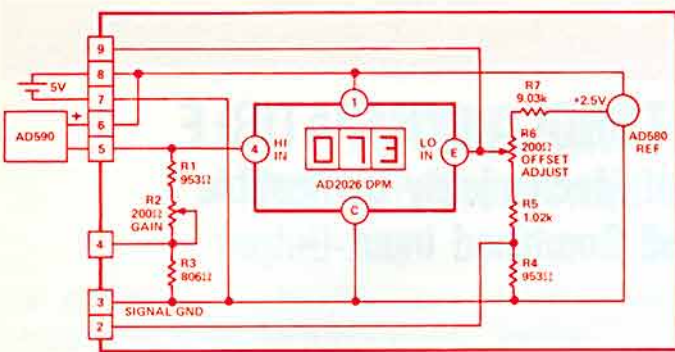 9
8
7
6
5
4
3
2
5V
AD590
+
R1
953Ω
R2
200Ω
GAIN
R3
806Ω
SIGNAL GND
4
HI
IN
1
073
AD2026 DPM
C
LO
IN
E
R7
9.03k
+2.5V
AD580
REF
R6
200Ω
OFFSET
ADJUST
R5
1.02k
R4
953Ω